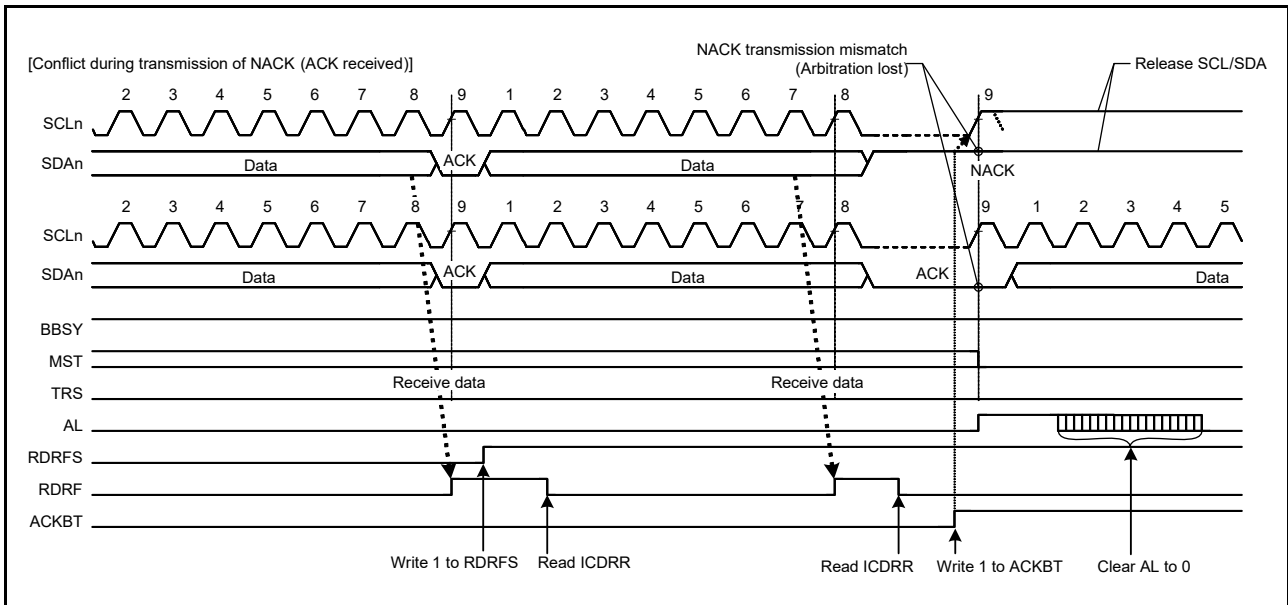 NACK transmission mismatch
(Arbitration lost)
[Conflict during transmission of NACK (ACK received)]
Release SCL/SDA
2 3 4 5 6 7 8 9 1 2 3 4 5 6 7 8 9
SCLn
SDAn Data ACK Data NACK
2 3 4 5 6 7 8 9 1 2 3 4 5 6 7 8 9 1 2 3 4 5
SCLn
SDAn Data ACK Data ACK Data
BBSY
MST
Receive data Receive data
TRS
AL
RDRFS
RDRF
ACKBT
Write 1 to RDRFS Read ICDRR Read ICDRR Write 1 to ACKBT Clear AL to 0